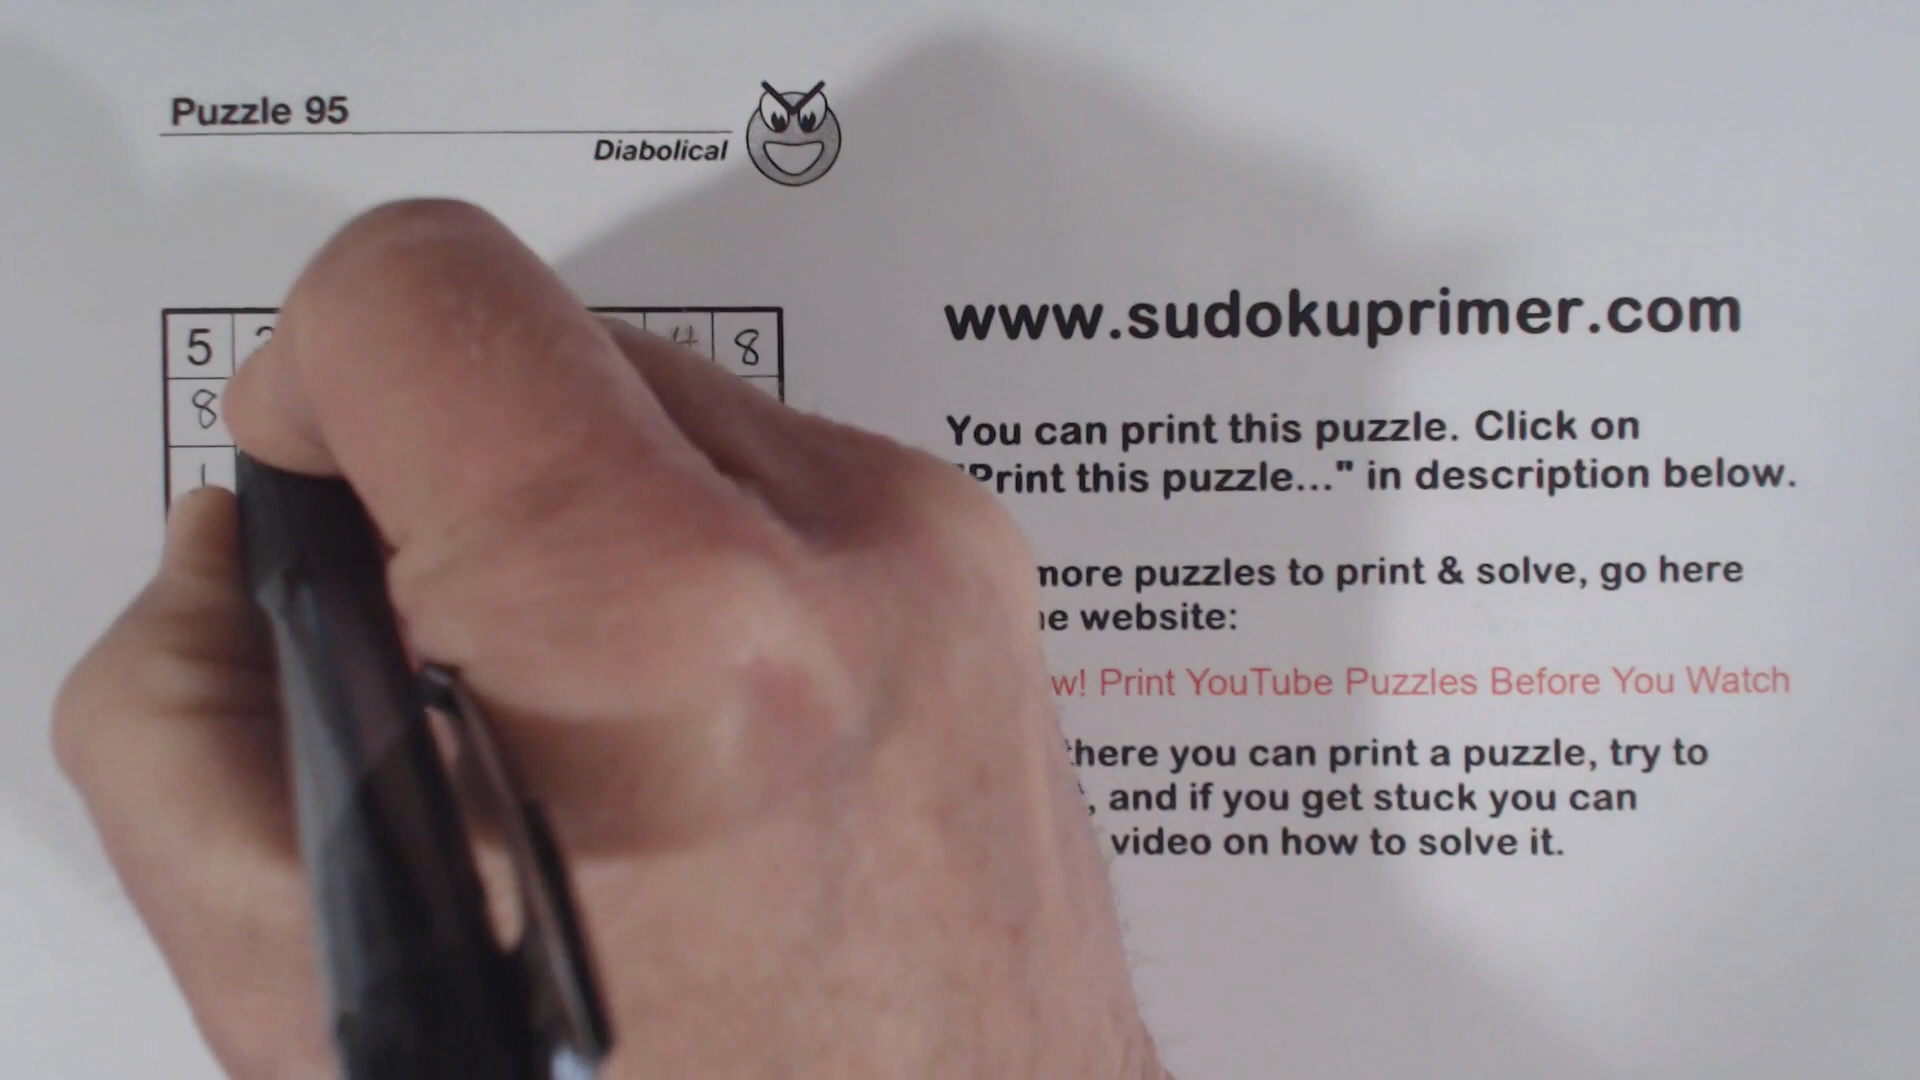 Puzzle 95
Diabolical
5 4 8
8
1
www.sudokuprimer.com
You can print this puzzle. Click on
"Print this puzzle..." in description below.
more puzzles to print & solve, go here
website:
Print YouTube Puzzles Before You Watch
there you can print a puzzle, try to
, and if you get stuck you can
video on how to solve it.